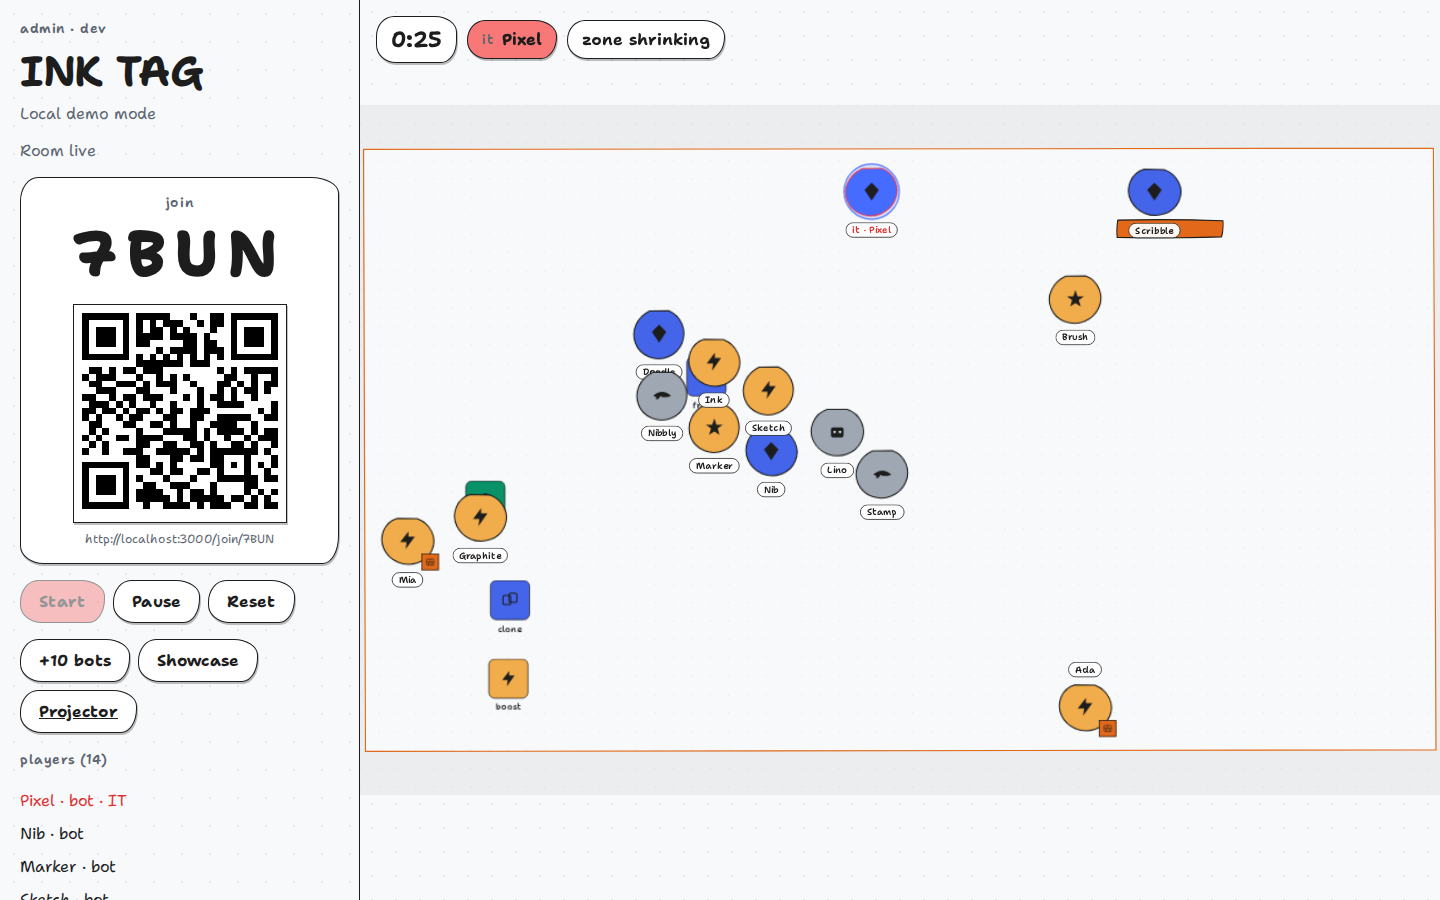 admin · dev
INK TAG
Local demo mode
Room live
join
7BUN
http://localhost:3000/join/7BUN
Start
Pause
Reset
+10 bots
Showcase
Projector
players (14)
Pixel · bot · IT
Nib · bot
Marker · bot
Sketch · bot
0:25
it Pixel
zone shrinking
it · Pixel
Scribble
Brush
Doodle
Ink
Nibbly
Sketch
Marker
Lino
Nib
Stamp
Graphite
Mia
clone
Ada
boost